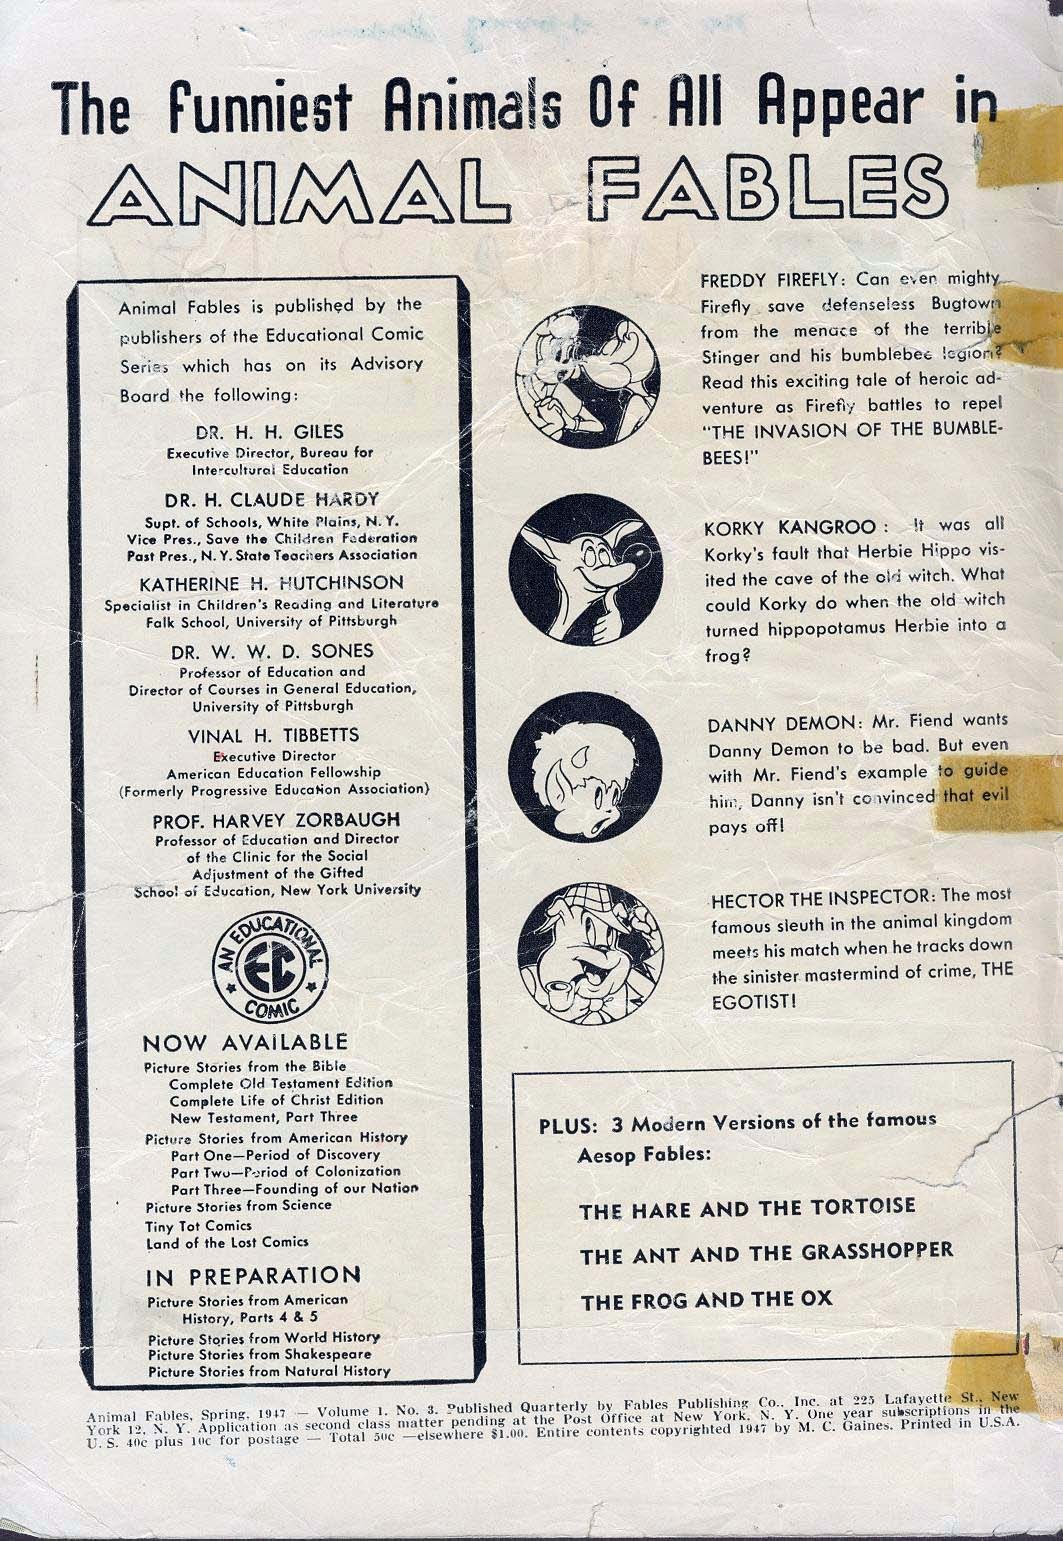 The Funniest Animals Of All Appear in
ANIMAL FABLES
Animal Fables is published by the
publishers of the Educational Comic
Series which has on its Advisory
Board the following:
DR. H. H. GILES
Executive Director, Bureau for
Intercultural Education
DR. H. CLAUDE HARDY
Supt. of Schools, White Plains, N. Y.
Vice Pres., Save the Children Federation
Past Pres., N. Y. State Teachers Association
KATHERINE H. HUTCHINSON
Specialist in Children's Reading and Literature
Falk School, University of Pittsburgh
DR. W. W. D. SONES
Professor of Education and
Director of Courses in General Education,
University of Pittsburgh
VINAL H. TIBBETTS
Executive Director
American Education Fellowship
(Formerly Progressive Education Association)
PROF. HARVEY ZORBAUGH
Professor of Education and Director
of the Clinic for the Social
Adjustment of the Gifted
School of Education, New York University
AN EDUCATIONAL
EC
COMIC
NOW AVAILABLE
Picture Stories from the Bible
Complete Old Testament Edition
Complete Life of Christ Edition
New Testament, Part Three
Picture Stories from American History
Part One—Period of Discovery
Part Two—Period of Colonization
Part Three—Founding of our Nation
Picture Stories from Science
Tiny Tot Comics
Land of the Lost Comics
IN PREPARATION
Picture Stories from American
History, Parts 4 & 5
Picture Stories from World History
Picture Stories from Shakespeare
Picture Stories from Natural History
FREDDY FIREFLY: Can even mighty
Firefly save defenseless Bugtown
from the menace of the terrible
Stinger and his bumblebee legion?
Read this exciting tale of heroic ad-
venture as Firefly battles to repel
"THE INVASION OF THE BUMBLE-
BEES!"
KORKY KANGROO: It was all
Korky's fault that Herbie Hippo vis-
ited the cave of the old witch. What
could Korky do when the old witch
turned hippopotamus Herbie into a
frog?
DANNY DEMON: Mr. Fiend wants
Danny Demon to be bad. But even
with Mr. Fiend's example to guide
him, Danny isn't convinced that evil
pays off!
HECTOR THE INSPECTOR: The most
famous sleuth in the animal kingdom
meets his match when he tracks down
the sinister mastermind of crime, THE
EGOTIST!
PLUS: 3 Modern Versions of the famous
Aesop Fables:
THE HARE AND THE TORTOISE
THE ANT AND THE GRASSHOPPER
THE FROG AND THE OX
Animal Fables, Spring, 1947 — Volume 1, No. 3. Published Quarterly by Fables Publishing Co., Inc. at 225 Lafayette St., New
York 12, N. Y. Application as second class matter pending at the Post Office at New York, N. Y. One year subscriptions in the
U. S. 40c plus 10c for postage — Total 50c —elsewhere $1.00. Entire contents copyrighted 1947 by M. C. Gaines. Printed in U.S.A.